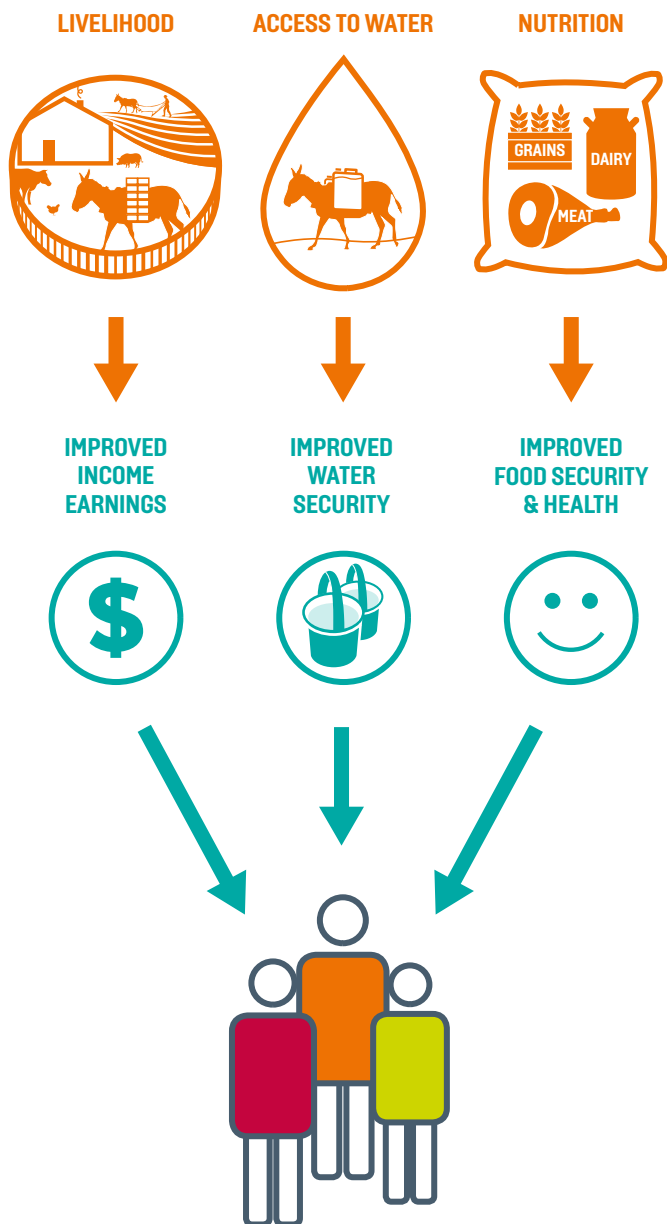 LIVELIHOOD
ACCESS TO WATER
NUTRITION
GRAINS
DAIRY
MEAT
IMPROVED
INCOME
EARNINGS
IMPROVED
WATER
SECURITY
IMPROVED
FOOD SECURITY
& HEALTH
$